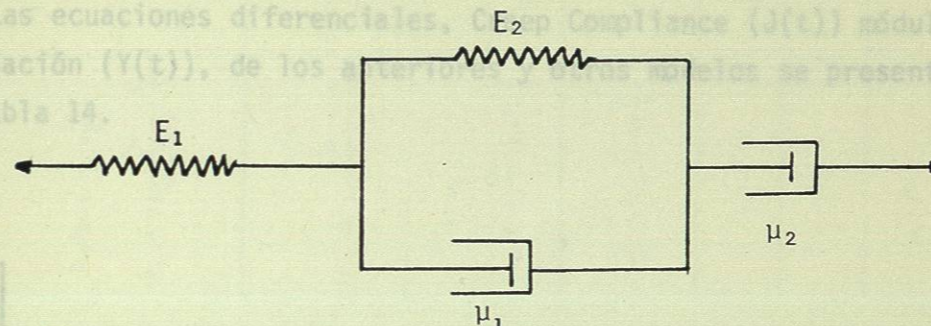 las ecuaciones diferenciales, Creep Compliance (J(t)) módul
ación (Y(t)), de los anteriores y otros modelos se present
bla 14.
E₂
E₁
μ₂
μ₁